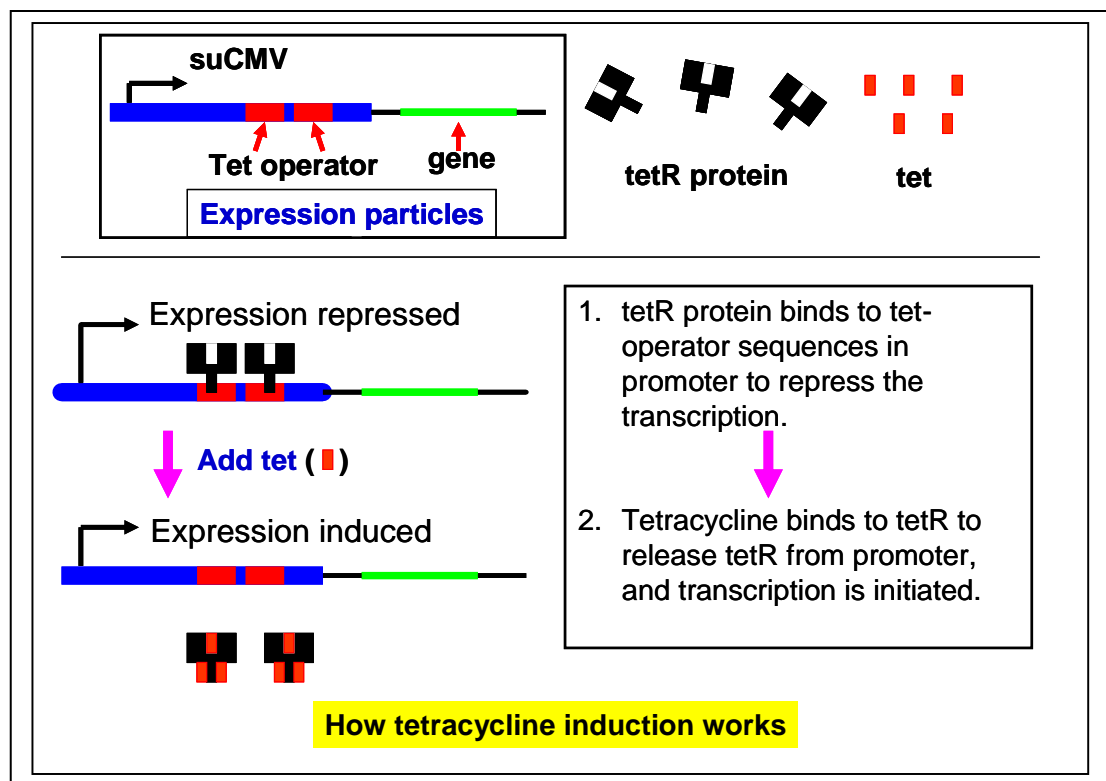 suCMV
Tet operator
gene
Expression particles
tetR protein
tet
Expression repressed
Add tet ( )
Expression induced
1. tetR protein binds to tet-
operator sequences in
promoter to repress the
transcription.
2. Tetracycline binds to tetR to
release tetR from promoter,
and transcription is initiated.
How tetracycline induction works